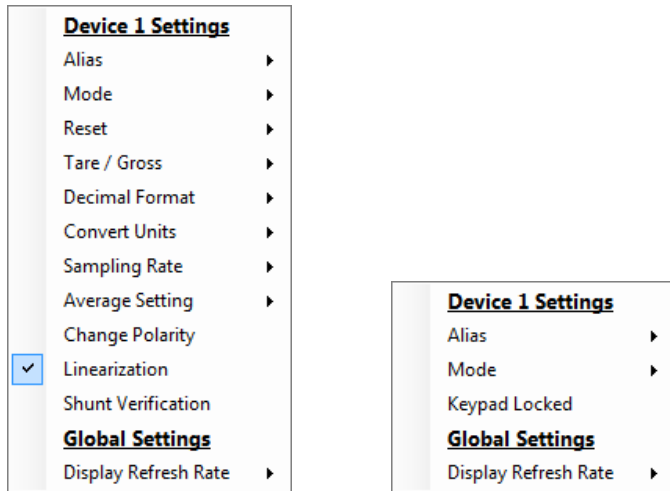 Device 1 Settings
Alias
Mode
Reset
Tare / Gross
Decimal Format
Convert Units
Sampling Rate
Average Setting
Change Polarity
Linearization
Shunt Verification
Global Settings
Display Refresh Rate
Device 1 Settings
Alias
Mode
Keypad Locked
Global Settings
Display Refresh Rate